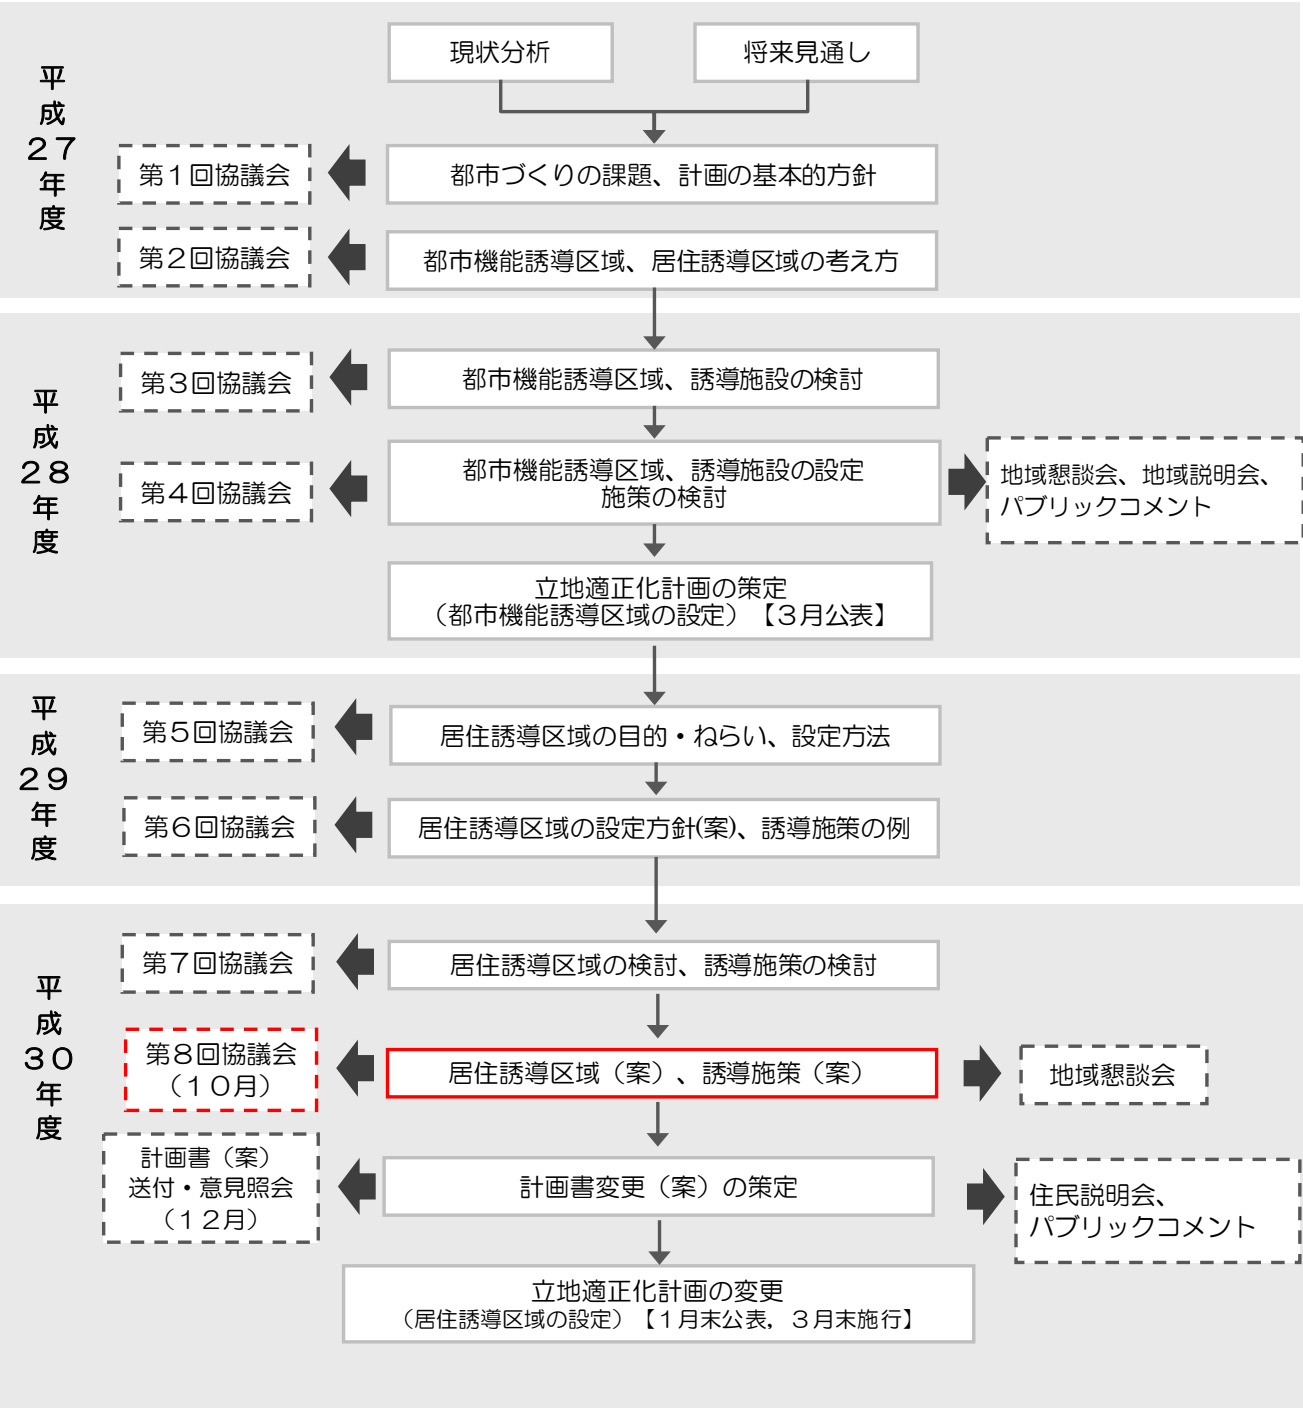 平成２７年度
現状分析
将来見通し
第１回協議会
都市づくりの課題、計画の基本的方針
第２回協議会
都市機能誘導区域、居住誘導区域の考え方
平成２８年度
第３回協議会
都市機能誘導区域、誘導施設の検討
第４回協議会
都市機能誘導区域、誘導施設の設定
施策の検討
地域懇談会、地域説明会、
パブリックコメント
立地適正化計画の策定
（都市機能誘導区域の設定）【３月公表】
平成２９年度
第５回協議会
居住誘導区域の目的・ねらい、設定方法
第６回協議会
居住誘導区域の設定方針(案)、誘導施策の例
平成３０年度
第７回協議会
居住誘導区域の検討、誘導施策の検討
第８回協議会
（１０月）
居住誘導区域（案）、誘導施策（案）
地域懇談会
計画書（案）
送付・意見照会
（１２月）
計画書変更（案）の策定
住民説明会、
パブリックコメント
立地適正化計画の変更
（居住誘導区域の設定）【１月末公表，３月末施行】